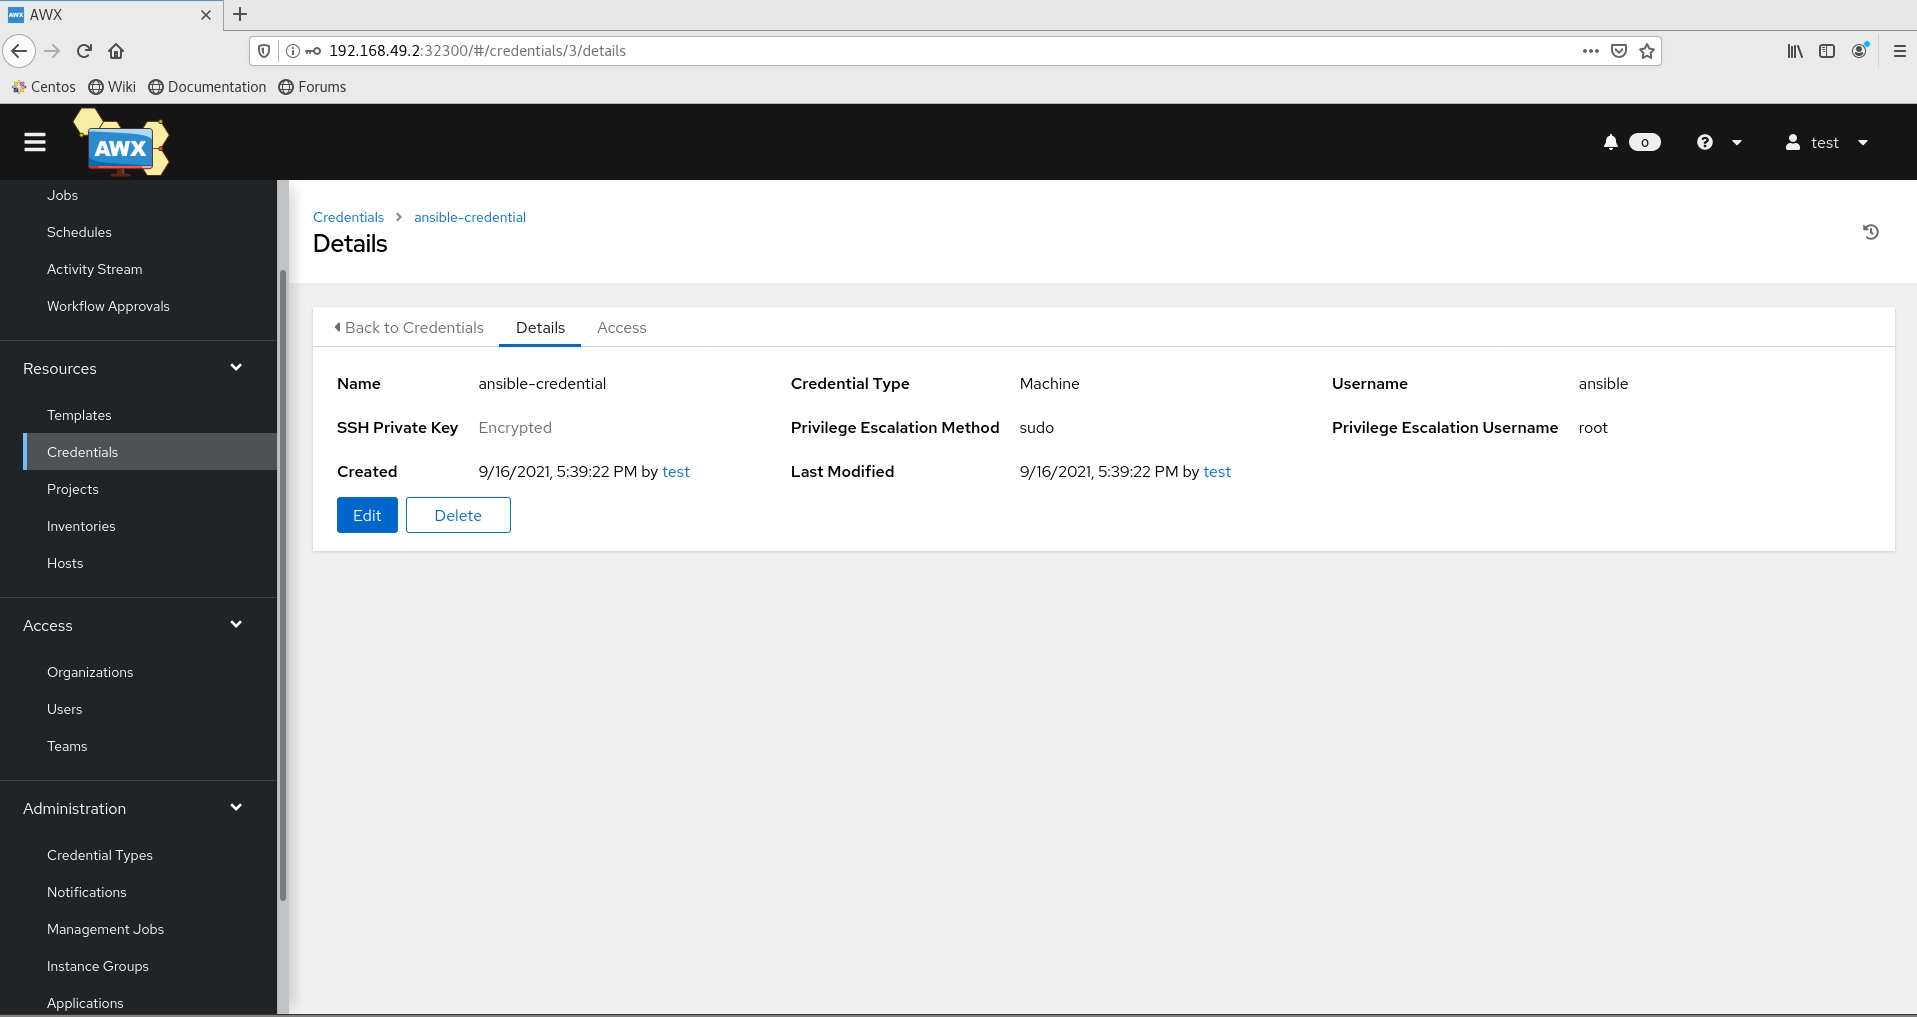 AWX
192.168.49.2:32300/#/credentials/3/details
Centos Wiki Documentation Forums
AWX
0
test
Jobs
Schedules
Activity Stream
Workflow Approvals
Resources
Templates
Credentials
Projects
Inventories
Hosts
Access
Organizations
Users
Teams
Administration
Credential Types
Notifications
Management Jobs
Instance Groups
Applications
Credentials ansible-credential
Details
Back to Credentials Details Access
Name ansible-credential Credential Type Machine Username ansible
SSH Private Key Encrypted Privilege Escalation Method sudo Privilege Escalation Username root
Created 9/16/2021, 5:39:22 PM by test Last Modified 9/16/2021, 5:39:22 PM by test
Edit Delete